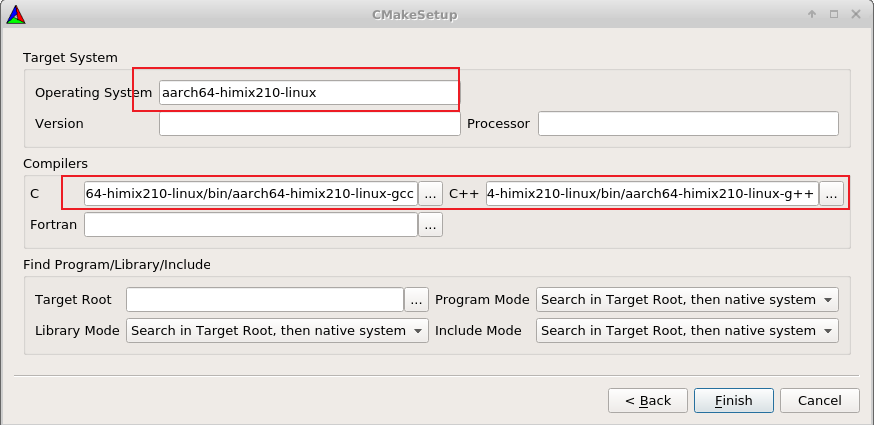 CMakeSetup
Target System
Operating System aarch64-himix210-linux
Version Processor
Compilers
C 64-himix210-linux/bin/aarch64-himix210-linux-gcc ... C++ 4-himix210-linux/bin/aarch64-himix210-linux-g++ ...
Fortran ...
Find Program/Library/Include
Target Root ... Program Mode Search in Target Root, then native system
Library Mode Search in Target Root, then native system Include Mode Search in Target Root, then native system
< Back Finish Cancel